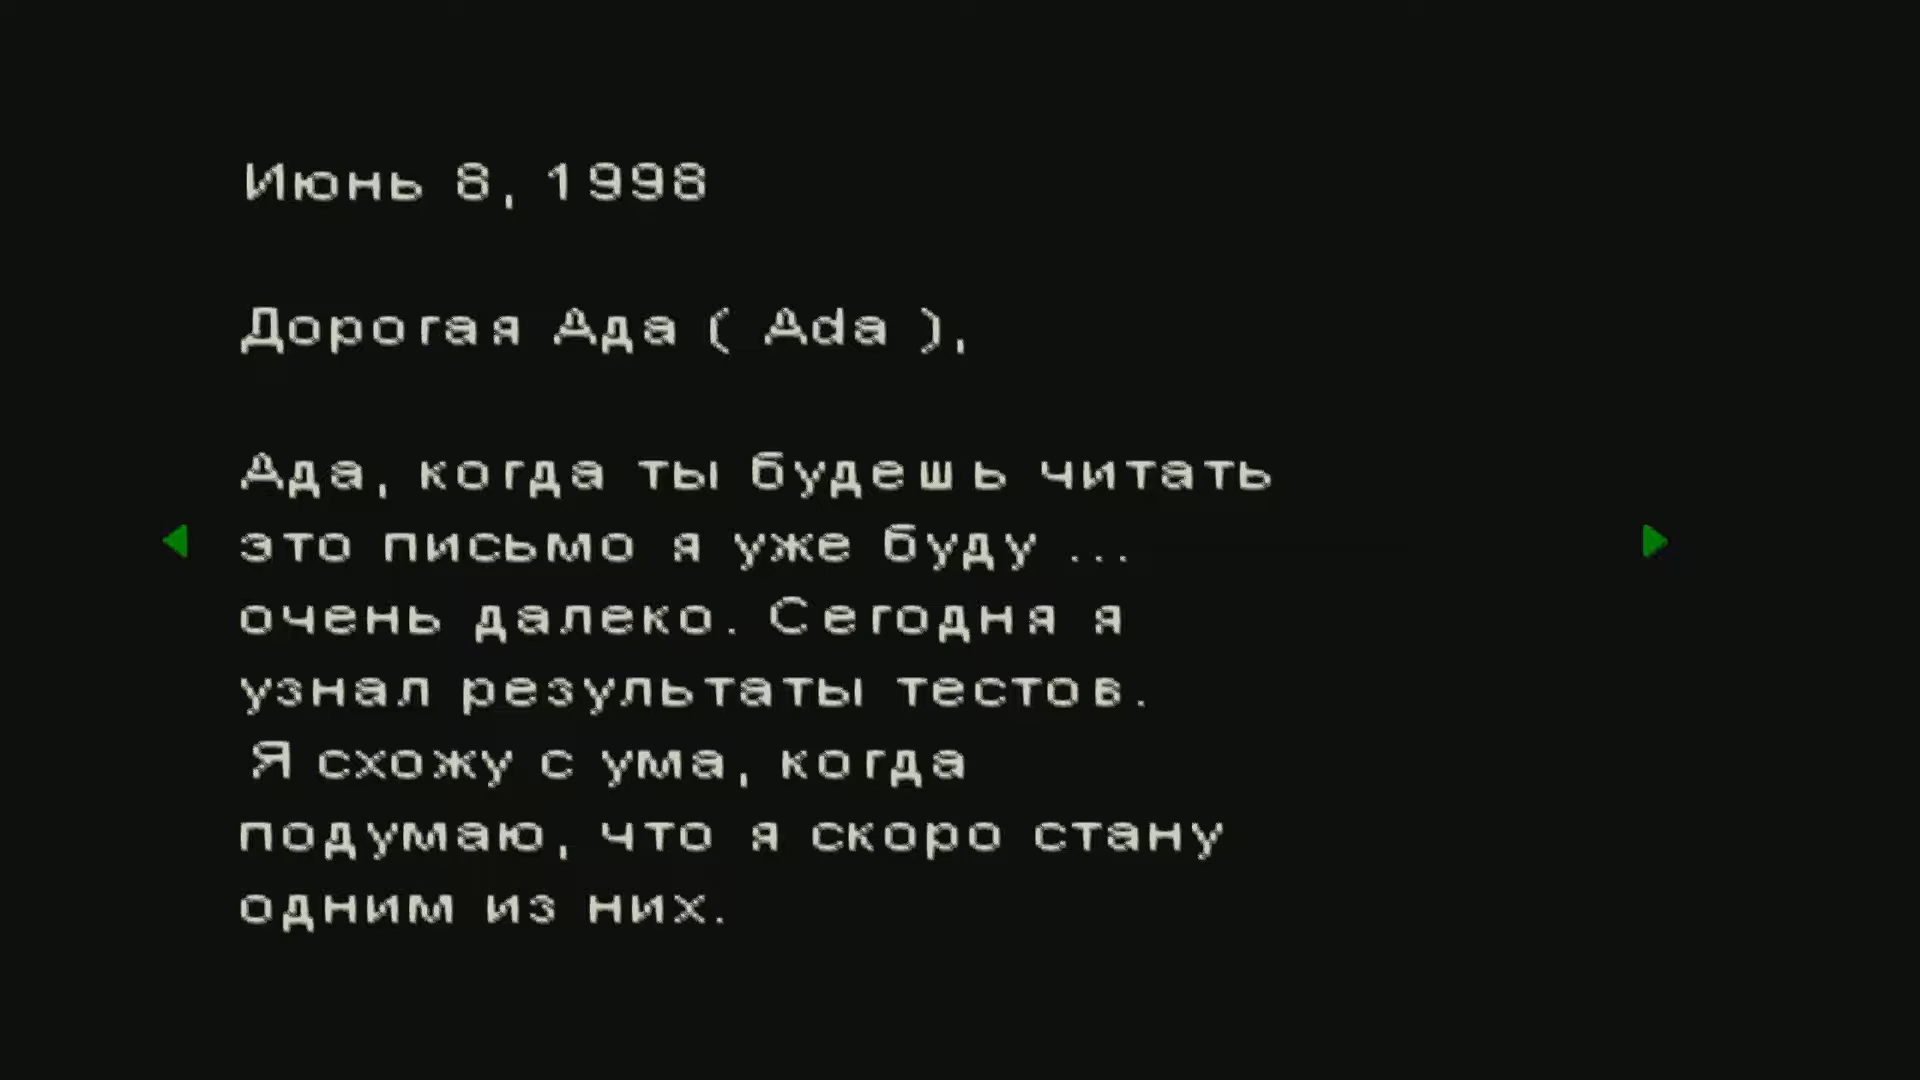 Июнь 8, 1998
Дорогая Ада ( Ada ),
Ада, когда ты будешь читать
это письмо я уже буду ...
очень далеко. Сегодня я
узнал результаты тестов.
Я схожу с ума, когда
подумаю, что я скоро стану
одним из них.